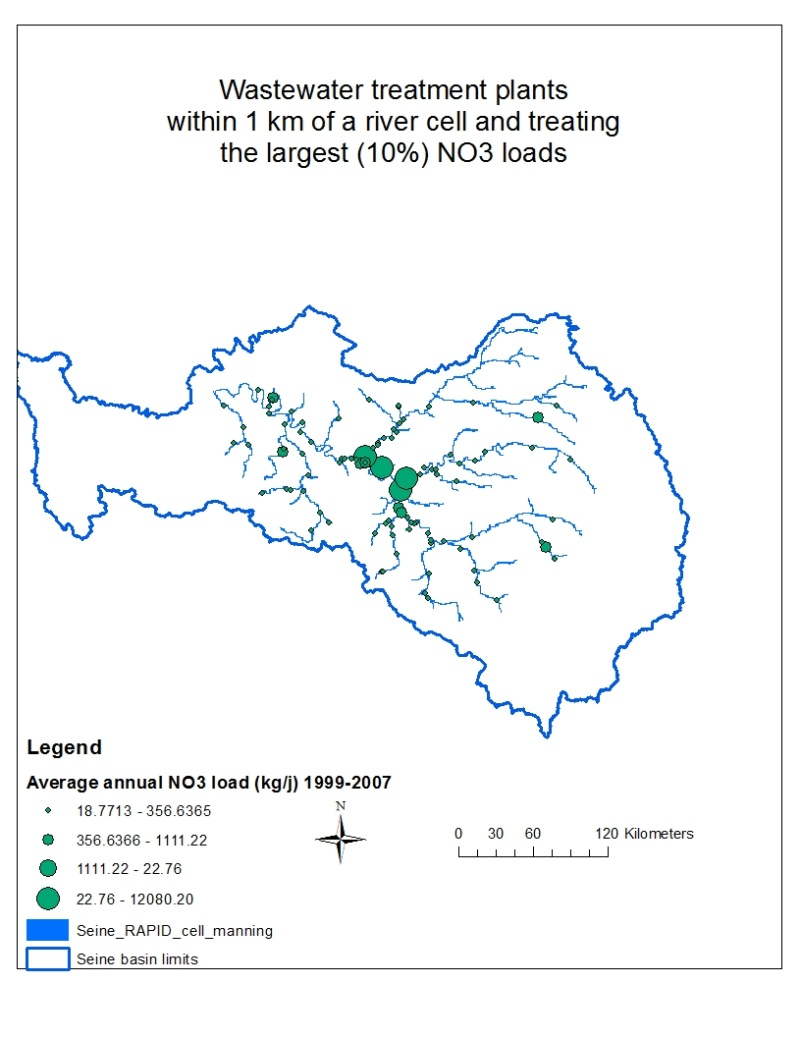 Wastewater treatment plants
within 1 km of a river cell and treating
the largest (10%) NO3 loads
Legend
Average annual NO3 load (kg/j) 1999-2007
18.7713 - 356.6365
356.6366 - 1111.22
1111.22 - 22.76
22.76 - 12080.20
Seine_RAPID_cell_manning
Seine basin limits
N
0 30 60 120 Kilometers